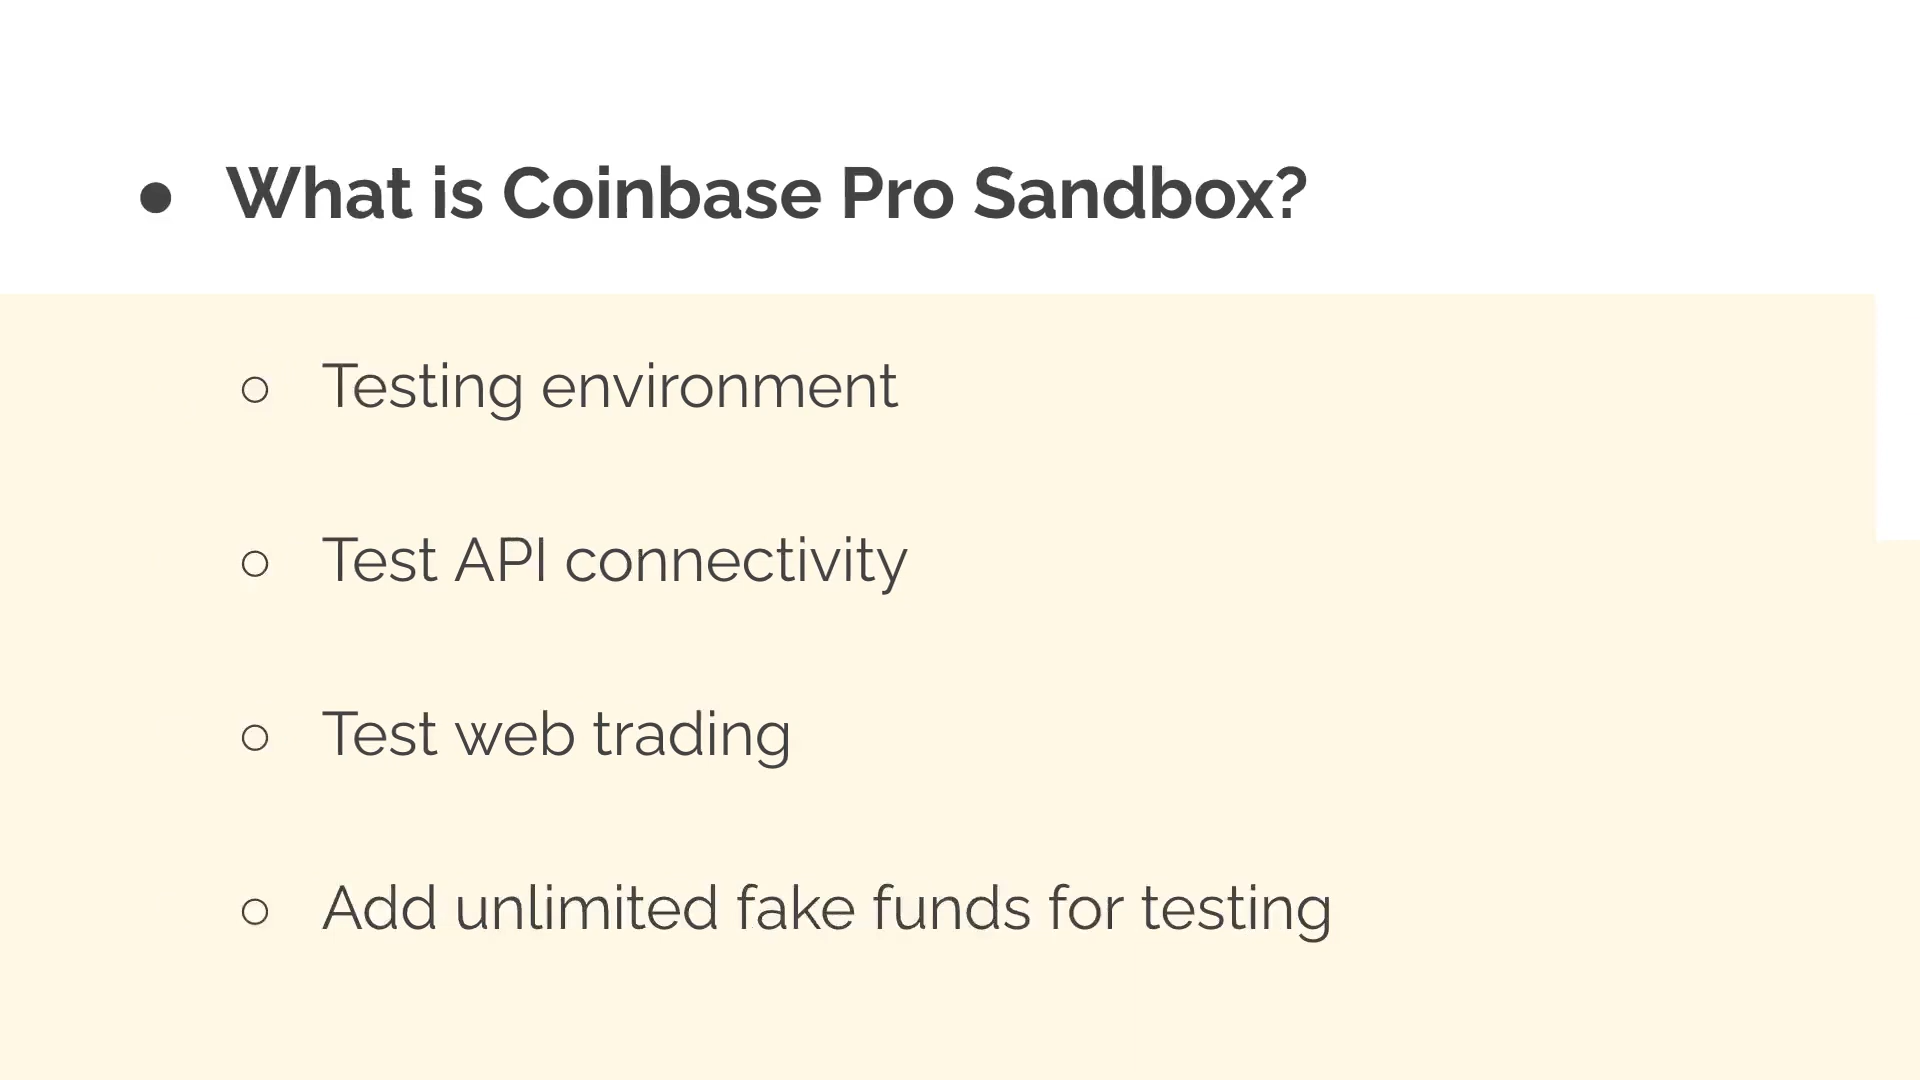 ● What is Coinbase Pro Sandbox?
○ Testing environment
○ Test API connectivity
○ Test web trading
○ Add unlimited fake funds for testing